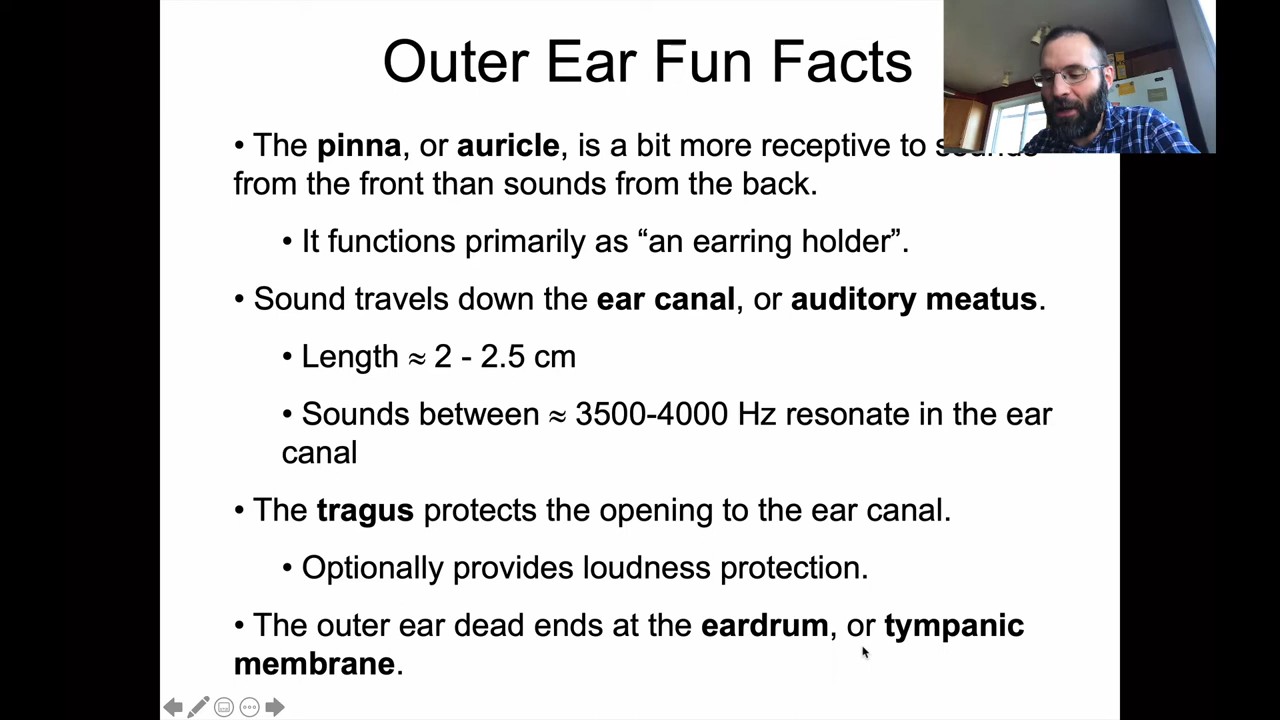 Outer Ear Fun Facts
• The pinna, or auricle, is a bit more receptive to sounds
from the front than sounds from the back.
• It functions primarily as “an earring holder”.
• Sound travels down the ear canal, or auditory meatus.
• Length ≈ 2 - 2.5 cm
• Sounds between ≈ 3500-4000 Hz resonate in the ear
canal
• The tragus protects the opening to the ear canal.
• Optionally provides loudness protection.
• The outer ear dead ends at the eardrum, or tympanic
membrane.